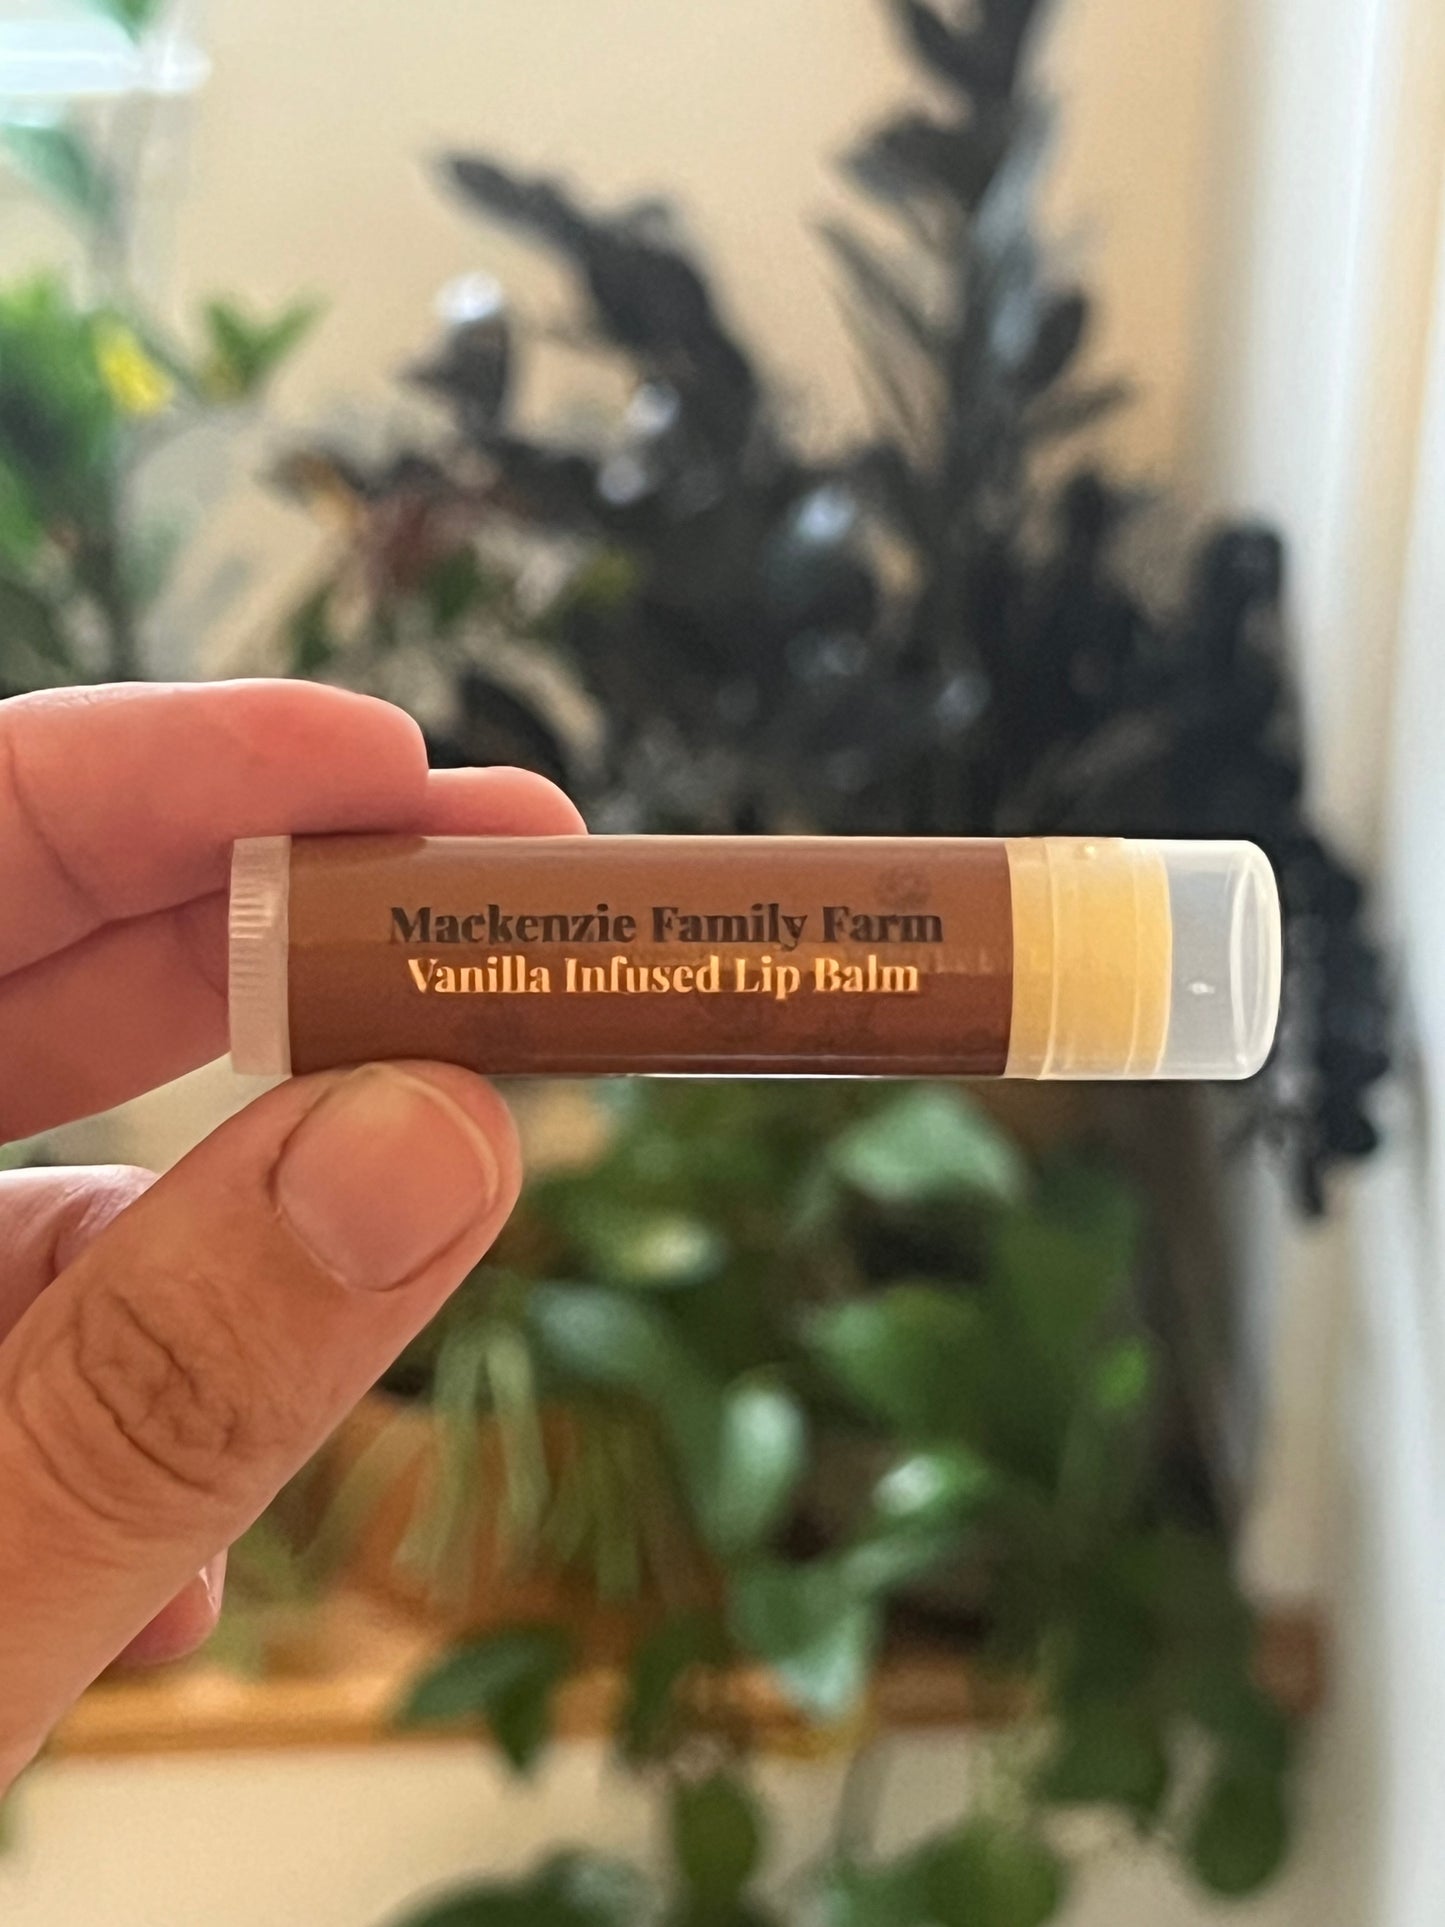 Mackenzie Family Farm
Vanilla Infused Lip Balm